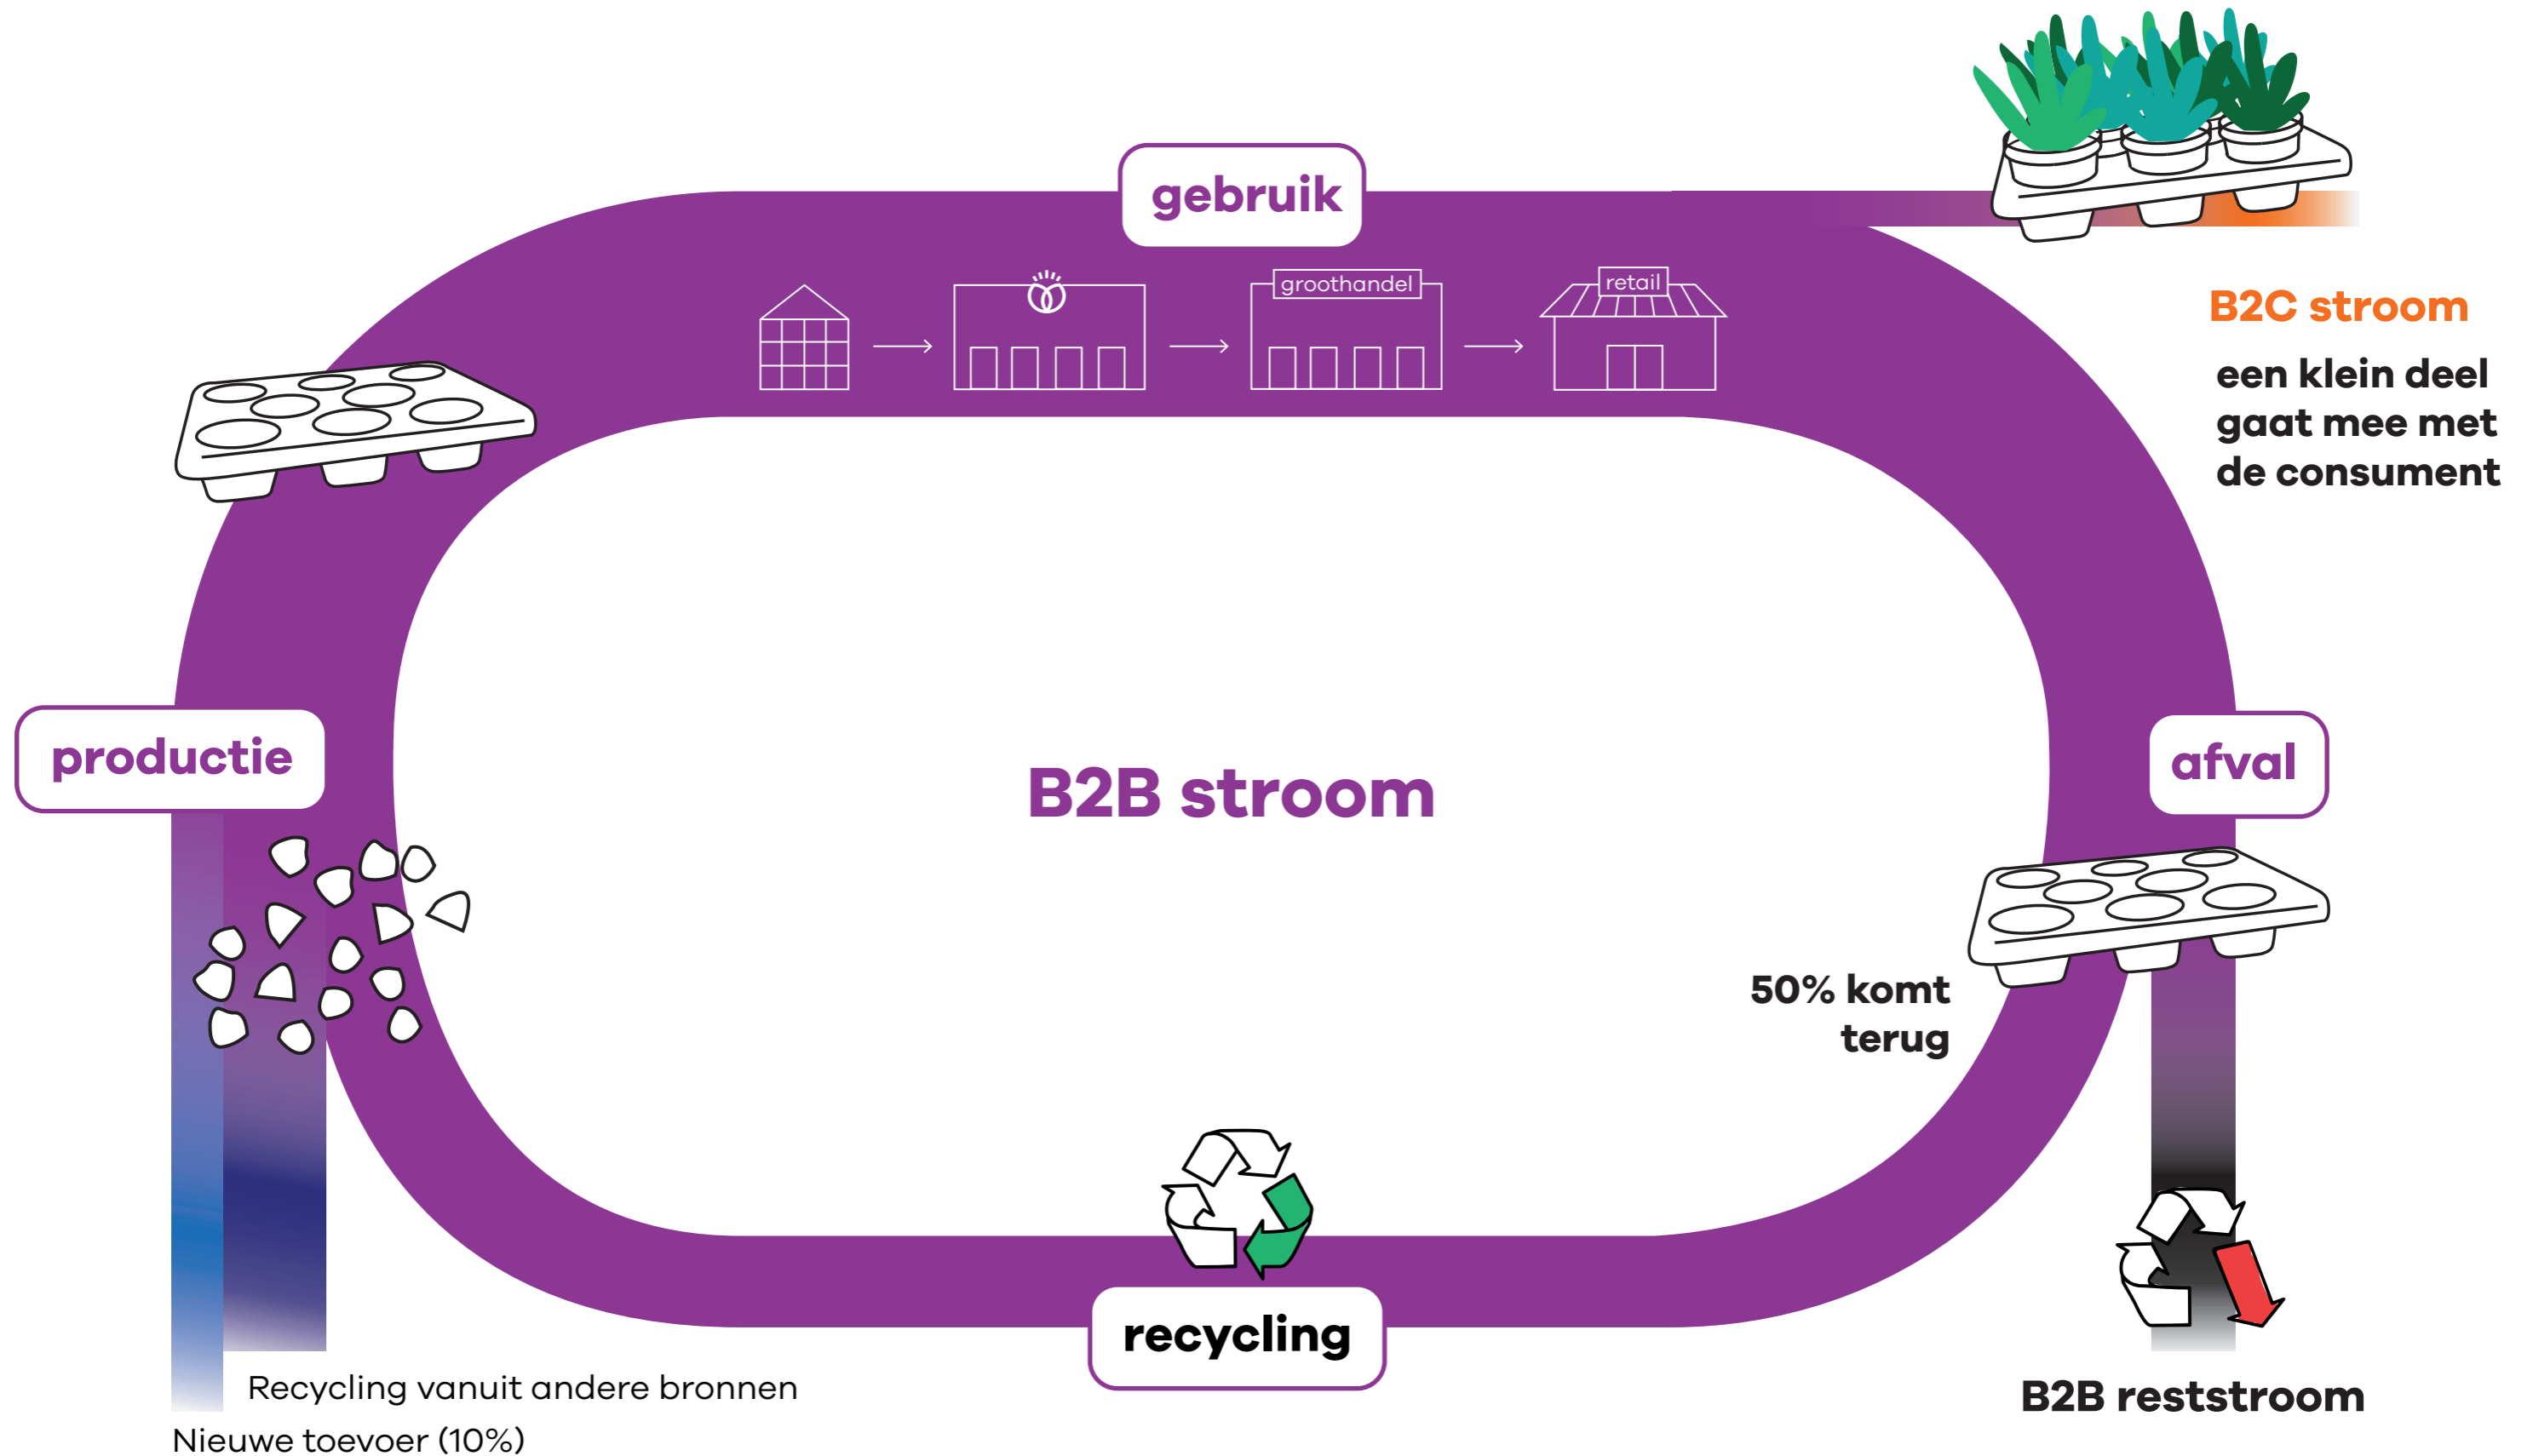 gebruik
groothandel
retail
B2C stroom
een klein deel
gaat mee met
de consument
productie
B2B stroom
afval
50% komt
terug
recycling
Recycling vanuit andere bronnen
Nieuwe toevoer (10%)
B2B reststroom